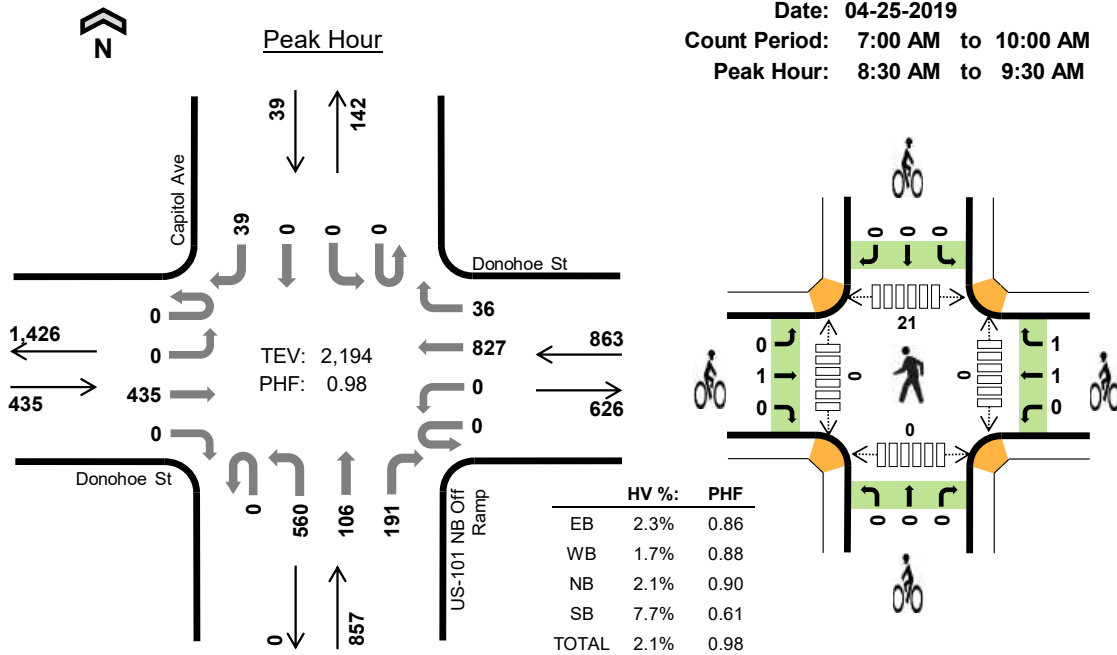 N
Peak Hour
Date: 04-25-2019
Count Period: 7:00 AM to 10:00 AM
Peak Hour: 8:30 AM to 9:30 AM
39
142
Capitol Ave
39
0
0
0
Donohoe St
0
0
435
0
1,426
435
TEV: 2,194
PHF: 0.98
36
827
0
0
863
626
Donohoe St
0
560
106
191
US-101 NB Off
Ramp
0
857
HV %: PHF
EB 2.3% 0.86
WB 1.7% 0.88
NB 2.1% 0.90
SB 7.7% 0.61
TOTAL 2.1% 0.98
0
0
0
21
0
1
0
0
0
1
1
0
0
0
0
0